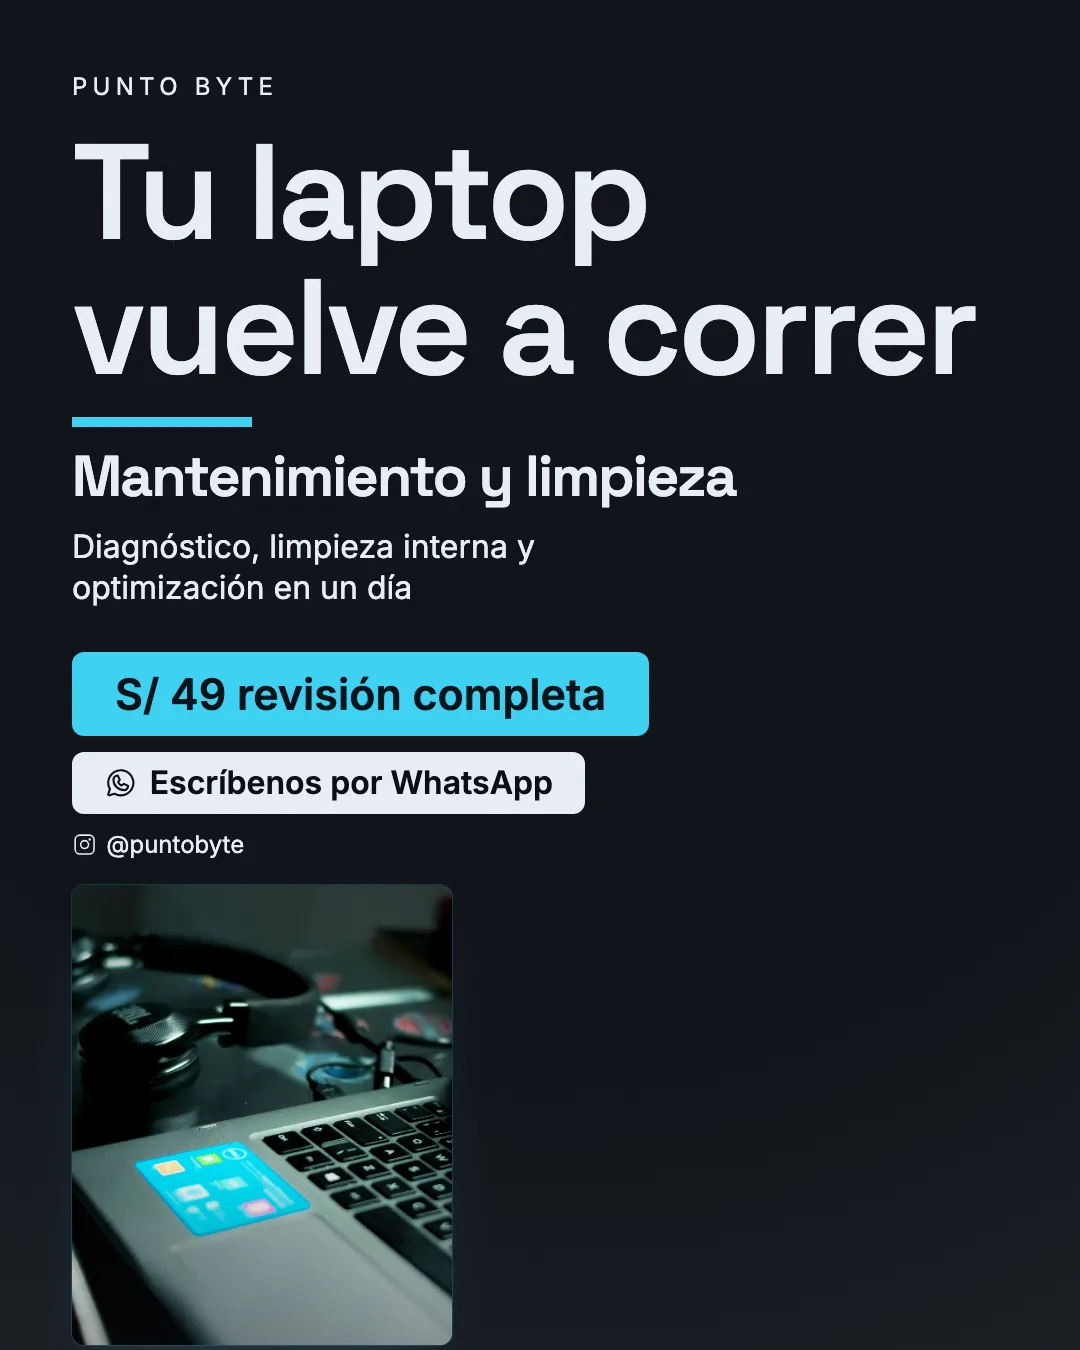 PUNTO BYTE
Tu laptop
vuelve a correr
Mantenimiento y limpieza
Diagnóstico, limpieza interna y
optimización en un día
S/ 49 revisión completa
Escríbenos por WhatsApp
@puntobyte